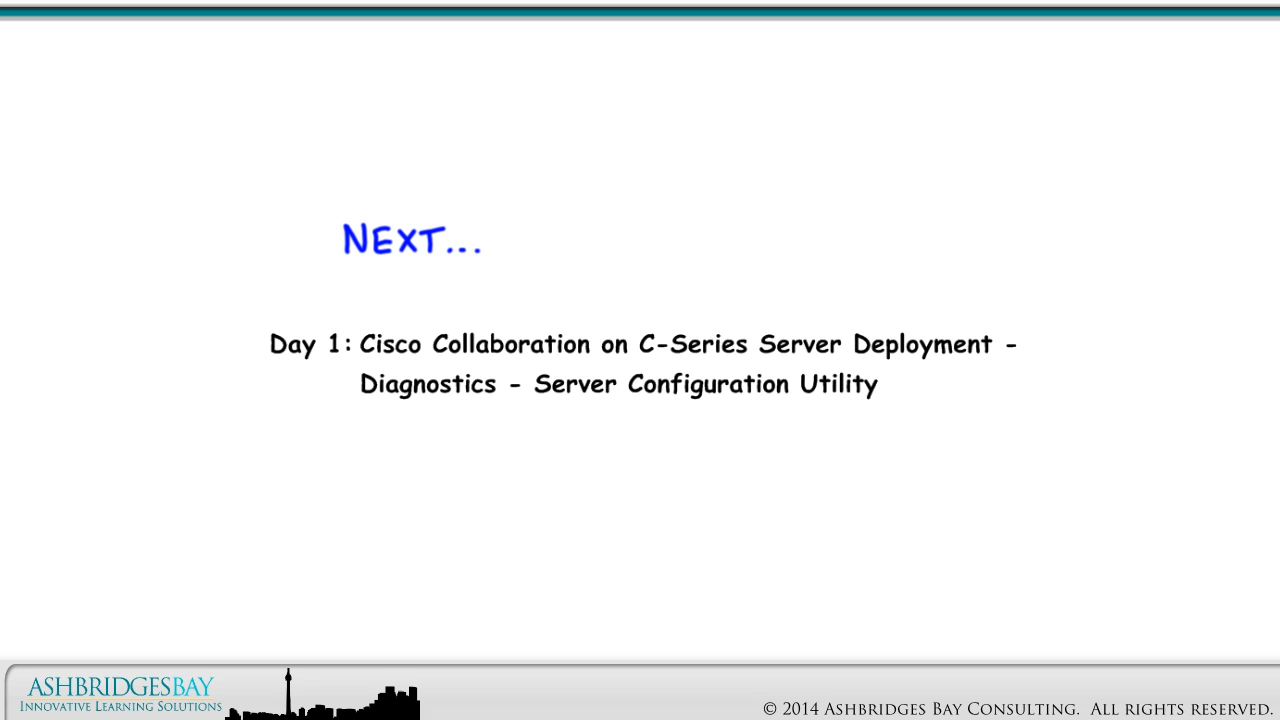 NEXT...
Day 1: Cisco Collaboration on C-Series Server Deployment -
Diagnostics - Server Configuration Utility
ASHBRIDGESBAY
INNOVATIVE LEARNING SOLUTIONS
© 2014 ASHBRIDGES BAY CONSULTING. ALL RIGHTS RESERVED.